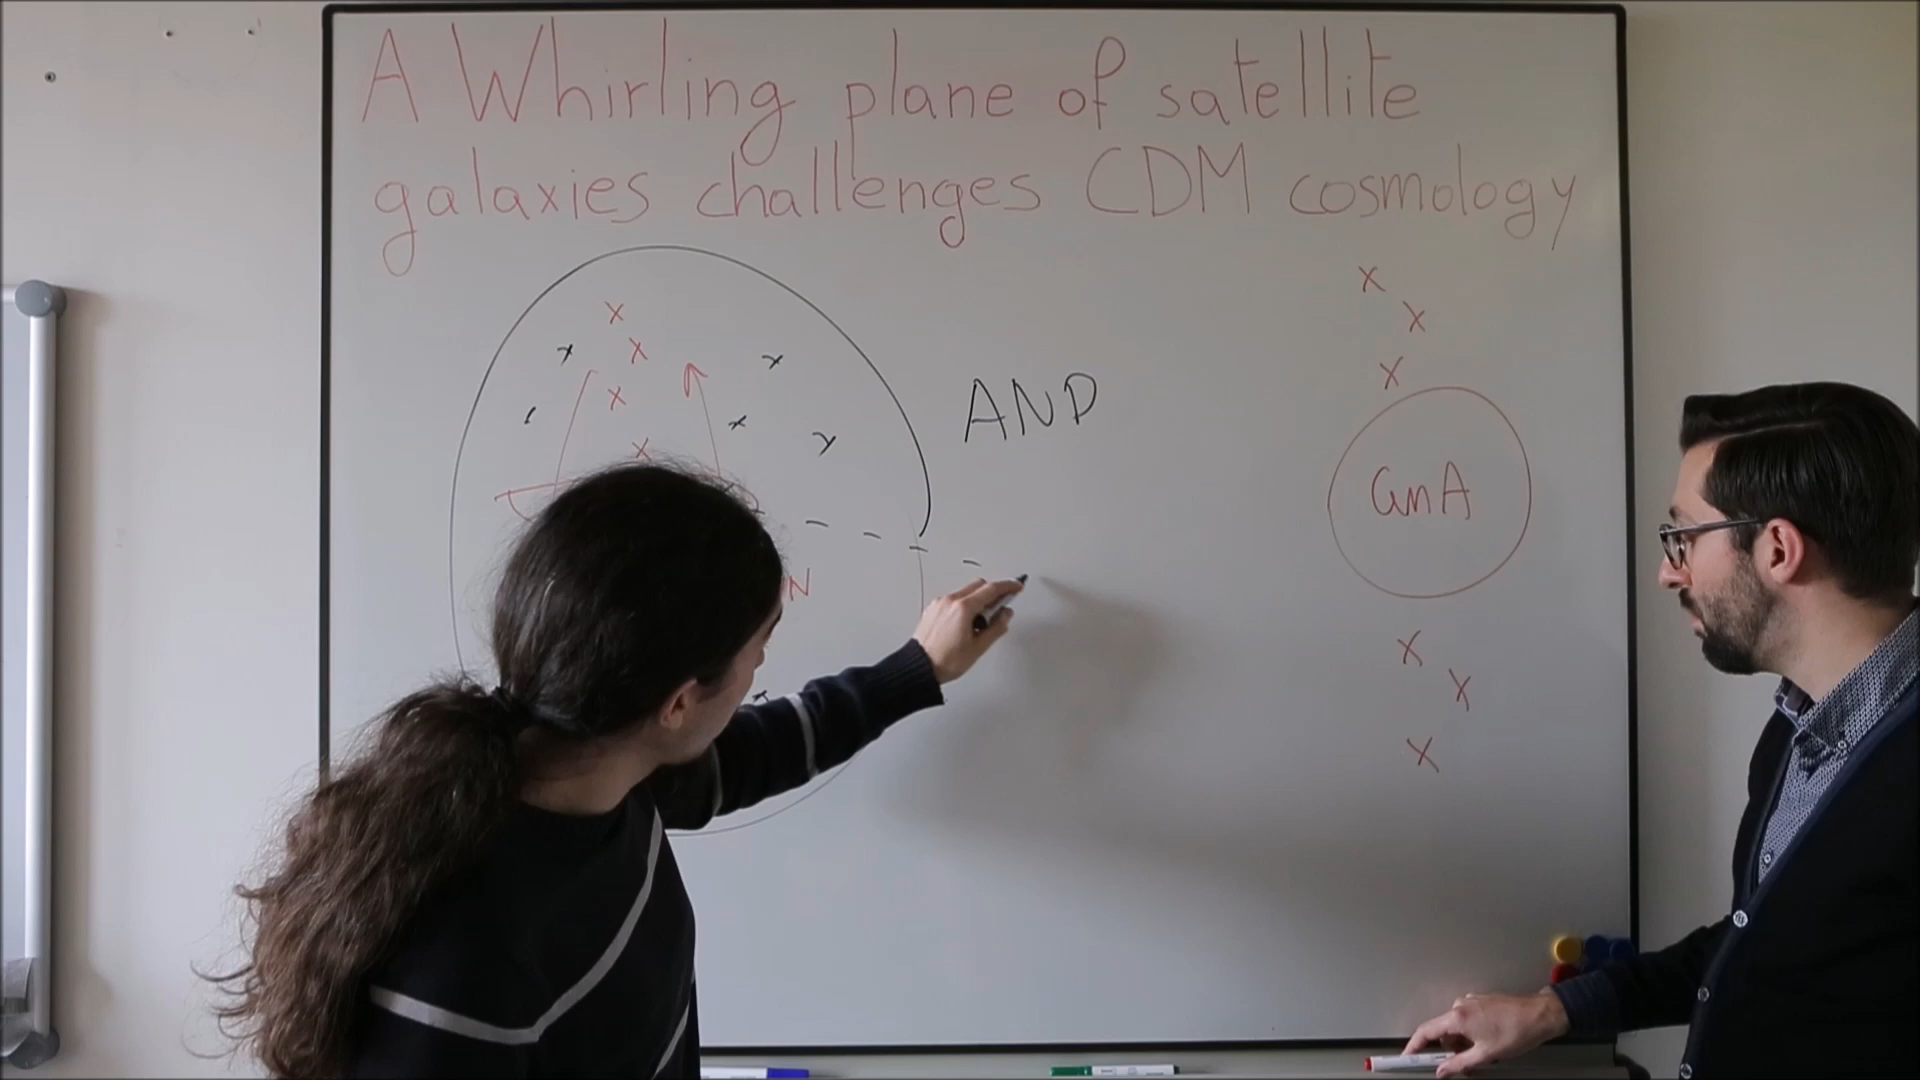 A Whirling plane of satellite
galaxies challenges CDM cosmology
AND
CenA